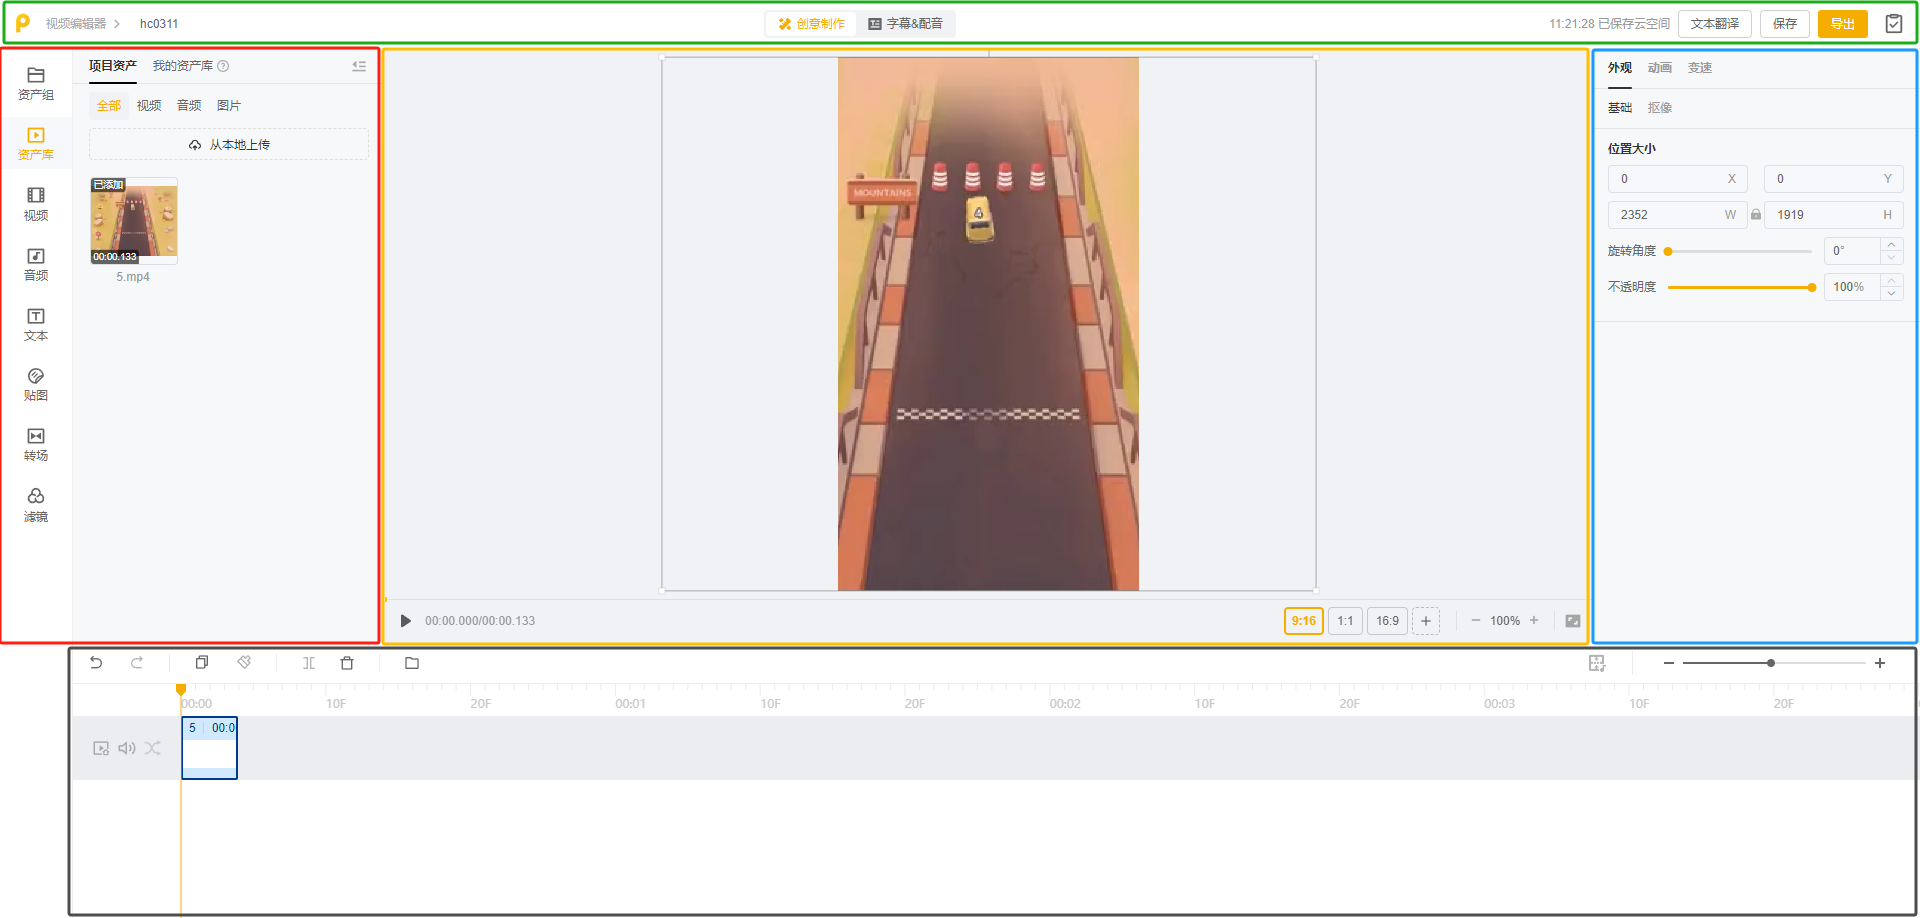 视频编辑器 > hc0311
创意制作 字幕&配音
11:21:28 已保存云空间 文本翻译 保存 导出
资产组
资产库
视频
音频
文本
贴图
转场
滤镜
项目资产 我的资产库
全部 视频 音频 图片
从本地上传
已添加
00:00.133
5.mp4
MOUNTAINS
4
00:00.000/00:00.133
9:16 1:1 16:9 + − 100% +
外观 动画 变速
基础 抠像
位置大小
0 X 0 Y
2352 W 1919 H
旋转角度 0°
不透明度 100%
00:00 10F 20F 00:01 10F 20F 00:02 10F 20F 00:03 10F 20F
5 00:0